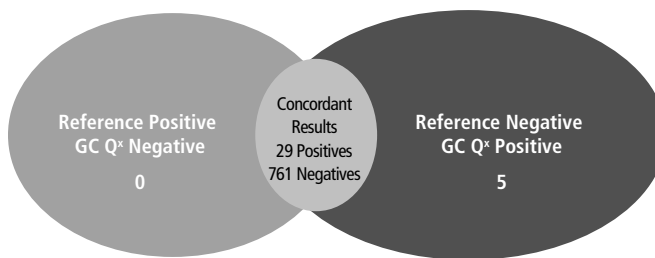 Reference Positive
GC Qˣ Negative
0
Concordant
Results
29 Positives
761 Negatives
Reference Negative
GC Qˣ Positive
5